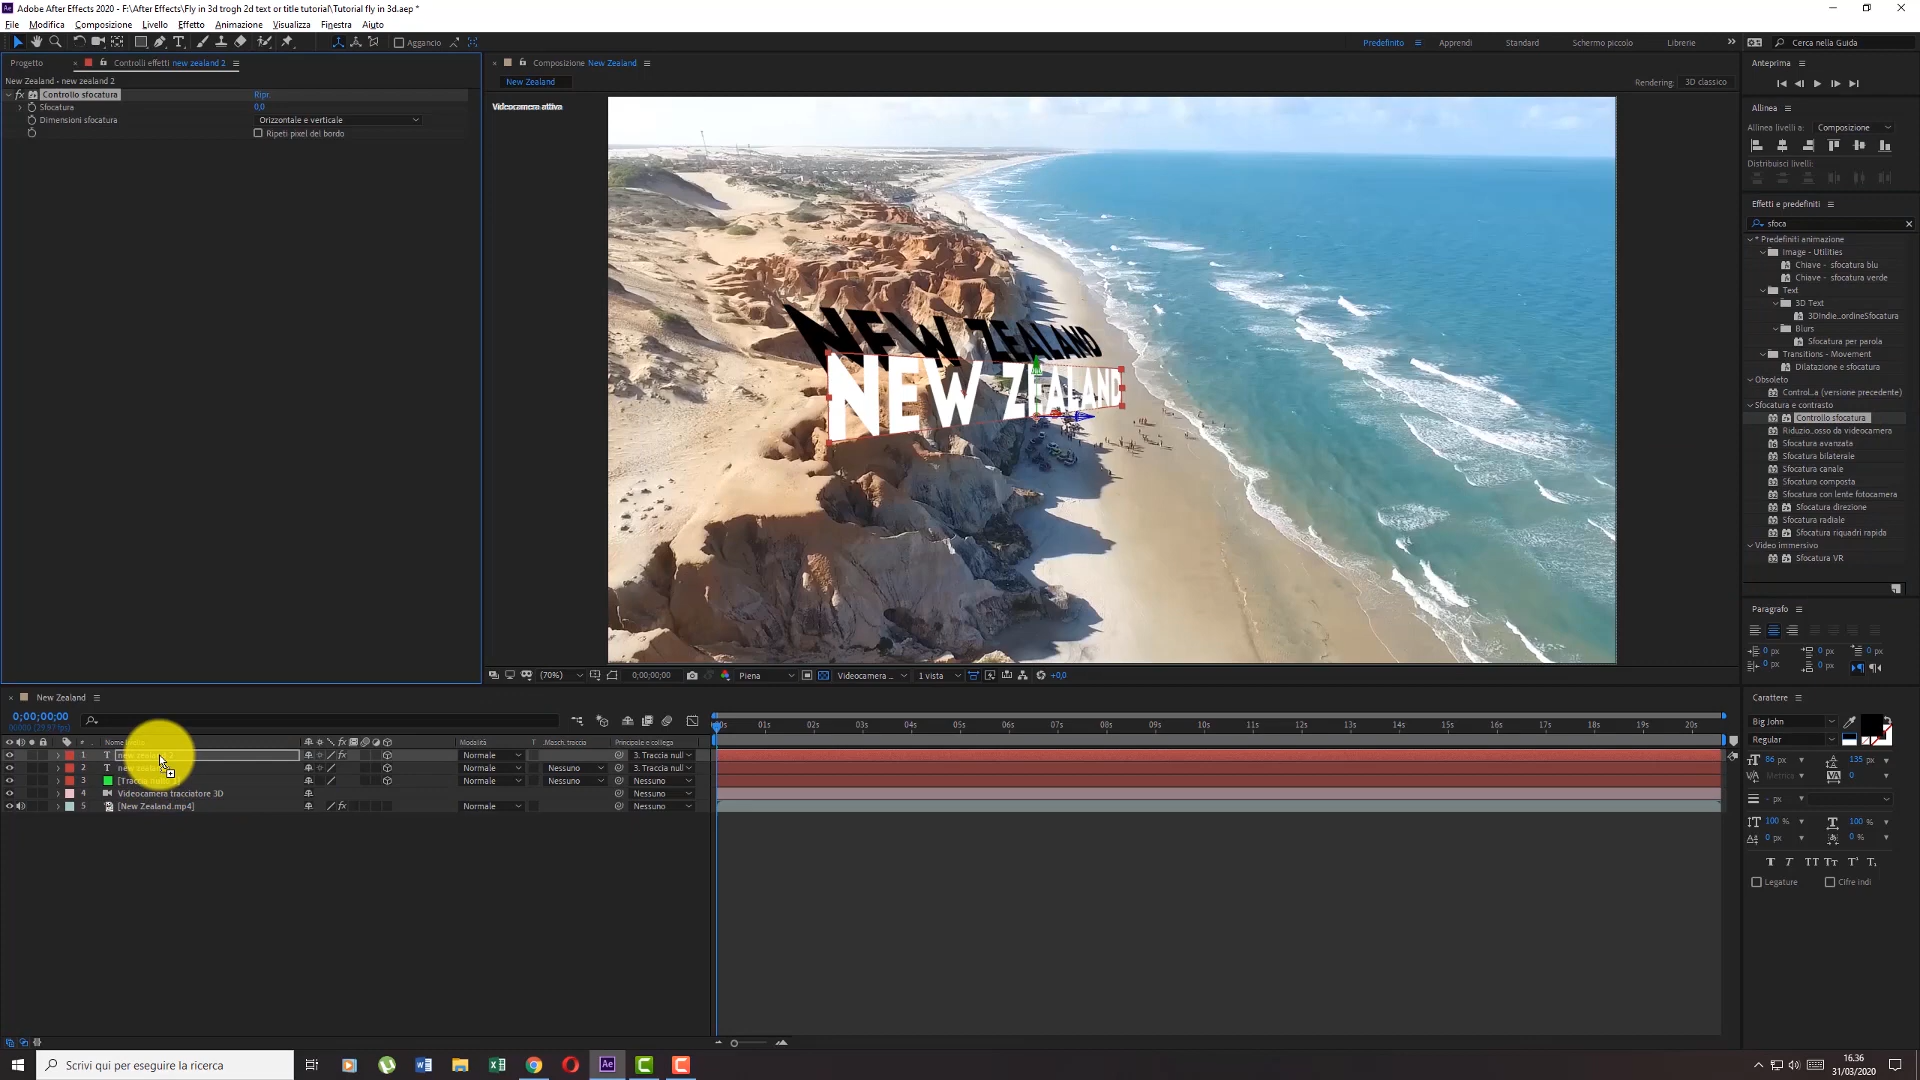 Adobe After Effects 2020 - F:\After Effects\Fly in 3d trogh 2d text or title tutorial\Tutorial fly in 3d.aep *
File Modifica Composizione Livello Effetto Animazione Visualizza Finestra Aiuto
Aggancio Predefinito Apprendi Standard Schermo piccolo Librerie Cerca nella Guida
Progetto Controlli effetti new zealand 2
New Zealand - new zealand 2
fx Controllo sfocatura Ripr.
Sfocatura 0,0
Dimensioni sfocatura Orizzontale e verticale
Ripeti pixel del bordo
Composizione New Zealand
New Zealand
Rendering: 3D classico
Videocamera attiva
NEW ZEALAND
NEW ZEALAND
(70%) 0;00;00;00 Piena Videocamera ... 1 vista +0,0
Anteprima
Allinea
Allinea livelli a: Composizione
Distribuisci livelli:
Effetti e predefiniti
sfoca
* Predefiniti animazione
Image - Utilities
Chiave - sfocatura blu
Chiave - sfocatura verde
Text
3D Text
3DIndie...ordineSfocatura
Blurs
Sfocatura per parola
Transitions - Movement
Dilatazione e sfocatura
Obsoleto
Control...a (versione precedente)
Sfocatura e contrasto
Controllo sfocatura
Riduzio...osso da videocamera
Sfocatura avanzata
Sfocatura bilaterale
Sfocatura canale
Sfocatura composta
Sfocatura con lente fotocamera
Sfocatura direzione
Sfocatura radiale
Sfocatura riquadri rapida
Video immersivo
Sfocatura VR
Paragrafo
0 px 0 px 0 px
0 px 0 px
Carattere
Big John
Regular
86 px 135 px
Metrica 0
- px
100 % 100 %
0 px 0 %
T T TT Tt
Legature Cifre indi
New Zealand
0;00;00;00
# Modalità T Masch. traccia Principale e collega
1 T Normale 3. Traccia null
2 T Normale Nessuno 3. Traccia null
3 Normale Nessuno Nessuno
4 Videocamera tracciatore 3D Nessuno
5 [New Zealand.mp4] Normale Nessuno
01s 02s 03s 04s 05s 06s 07s 08s 09s 10s 11s 12s 13s 14s 15s 16s 17s 18s 19s 20s
Scrivi qui per eseguire la ricerca
16.36
31/03/2020